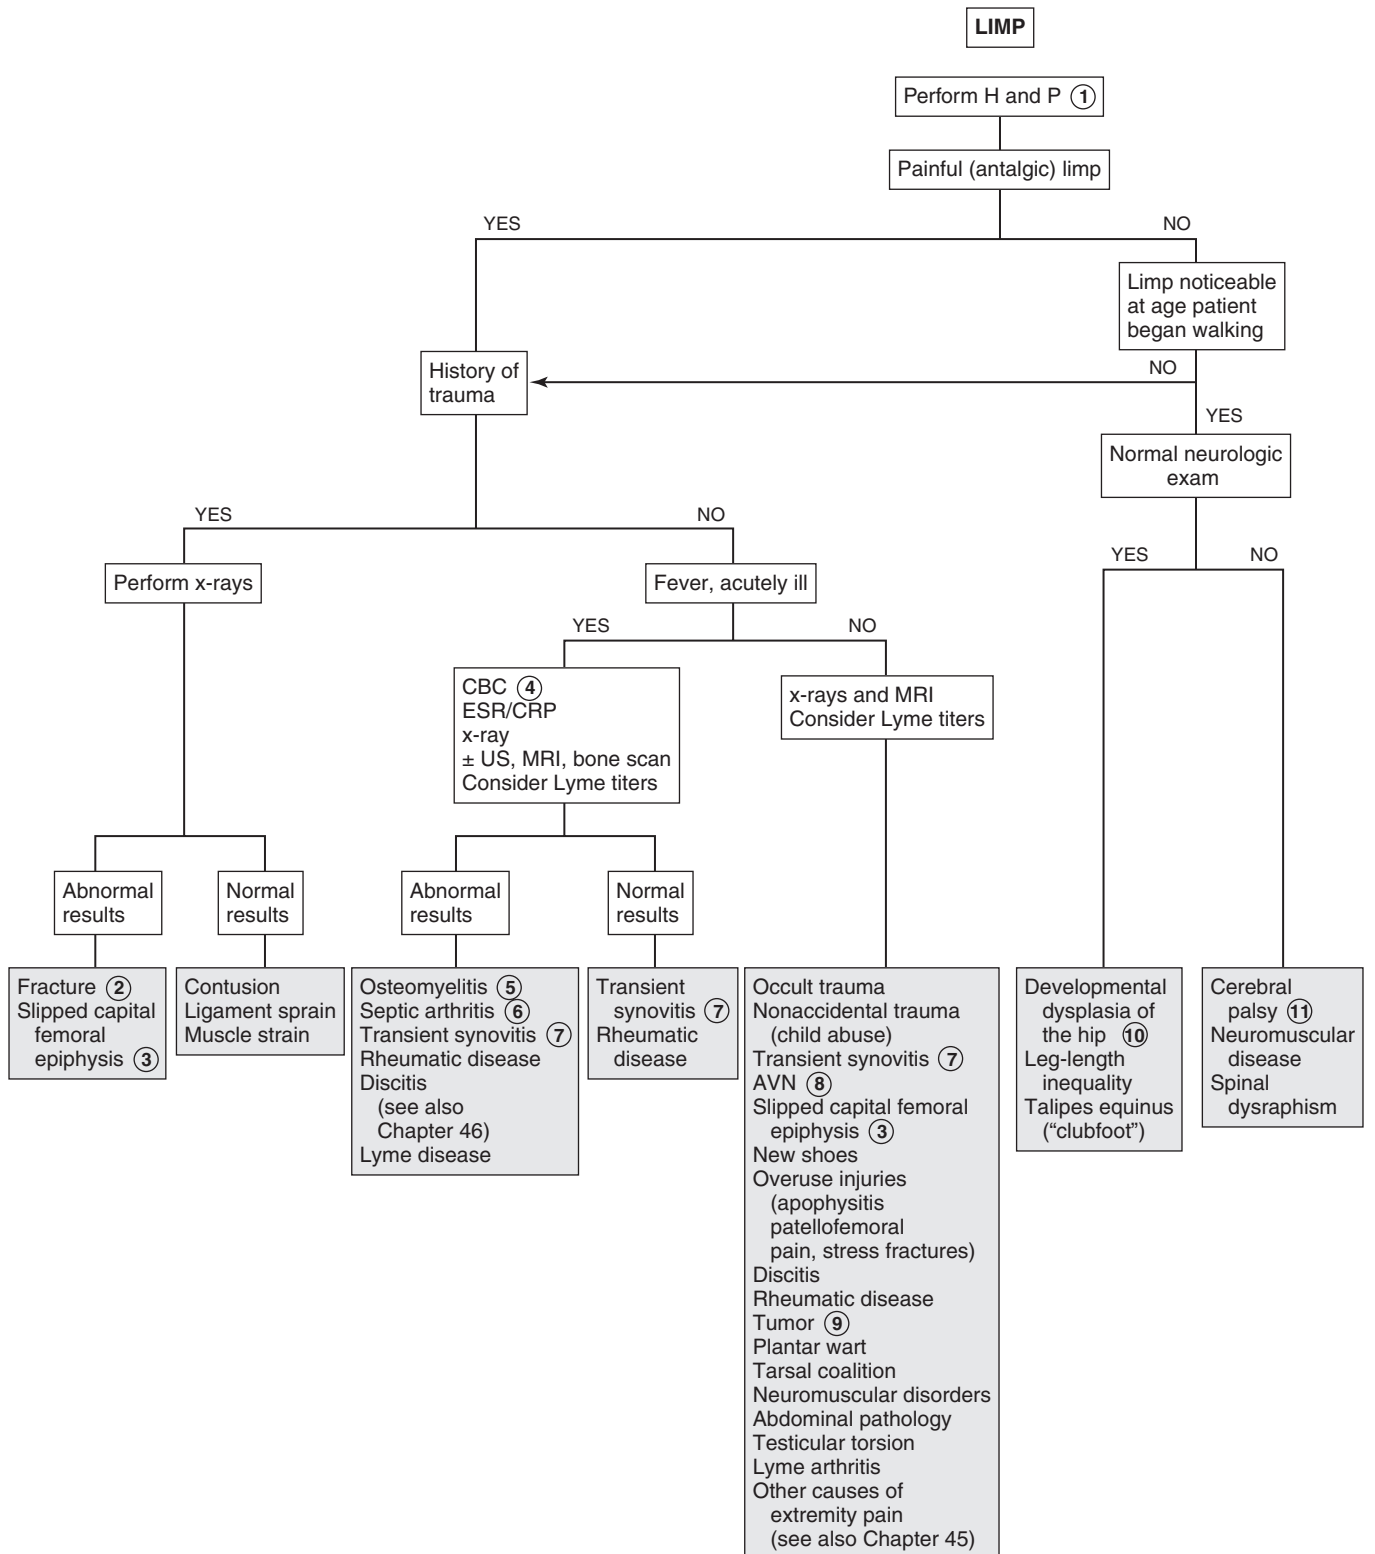 LIMP
Perform H and P 1
Painful (antalgic) limp
YES
NO
Limp noticeable
at age patient
began walking
History of
trauma
NO
YES
Normal neurologic
exam
YES
NO
YES
NO
Perform x-rays
Fever, acutely ill
YES
NO
CBC 4
ESR/CRP
x-ray
± US, MRI, bone scan
Consider Lyme titers
x-rays and MRI
Consider Lyme titers
Abnormal
results
Normal
results
Abnormal
results
Normal
results
Fracture 2
Slipped capital
femoral
epiphysis 3
Contusion
Ligament sprain
Muscle strain
Osteomyelitis 5
Septic arthritis 6
Transient synovitis 7
Rheumatic disease
Discitis
(see also
Chapter 46)
Lyme disease
Transient
synovitis 7
Rheumatic
disease
Occult trauma
Nonaccidental trauma
(child abuse)
Transient synovitis 7
AVN 8
Slipped capital femoral
epiphysis 3
New shoes
Overuse injuries
(apophysitis
patellofemoral
pain, stress fractures)
Discitis
Rheumatic disease
Tumor 9
Plantar wart
Tarsal coalition
Neuromuscular disorders
Abdominal pathology
Testicular torsion
Lyme arthritis
Other causes of
extremity pain
(see also Chapter 45)
Developmental
dysplasia of
the hip 10
Leg-length
inequality
Talipes equinus
(“clubfoot”)
Cerebral
palsy 11
Neuromuscular
disease
Spinal
dysraphism